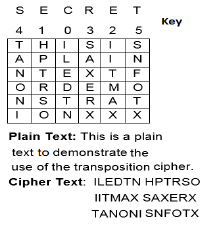 S E C R E T
Key
4 1 0 3 2 5
T H I S I S
A P L A I N
N T E X T F
O R D E M O
N S T R A T
I O N X X X
Plain Text: This is a plain
text to demonstrate the
use of the transposition cipher.
Cipher Text: ILEDTN HPTRSO
IITMAX SAXERX
TANONI SNFOTX